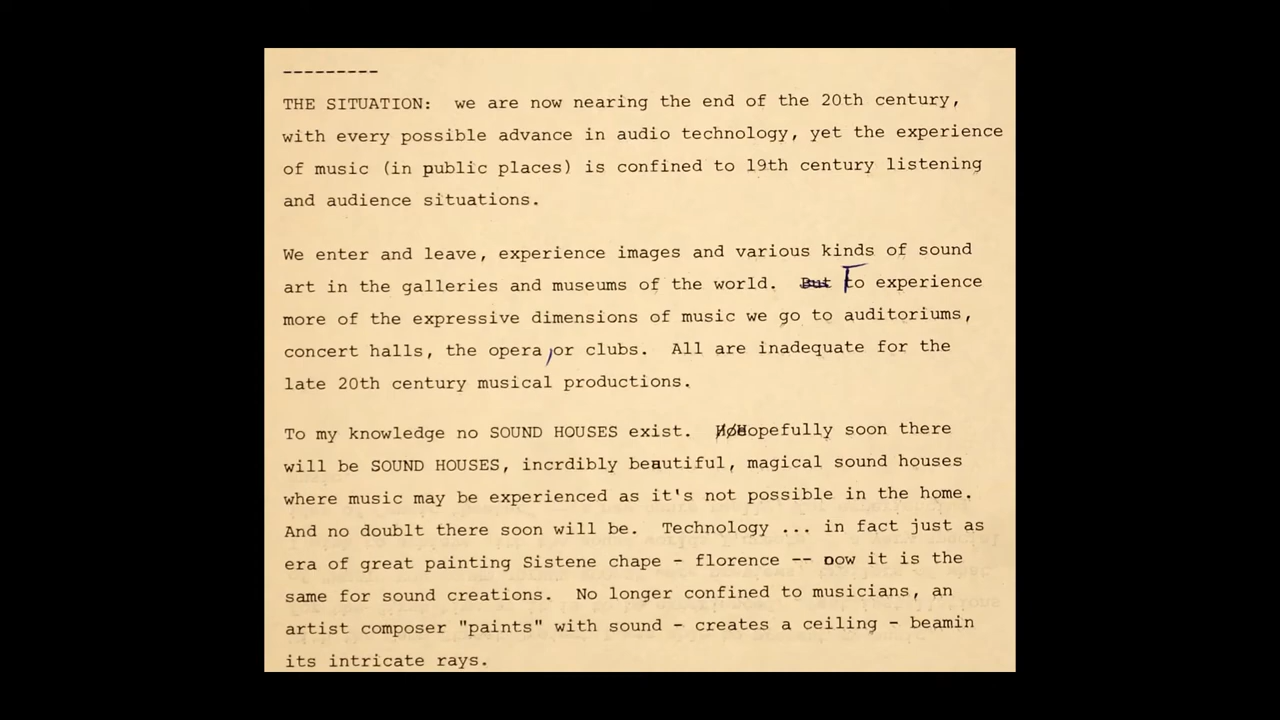 ---------
THE SITUATION: we are now nearing the end of the 20th century,
with every possible advance in audio technology, yet the experience
of music (in public places) is confined to 19th century listening
and audience situations.
We enter and leave, experience images and various kinds of sound
art in the galleries and museums of the world. But To experience
more of the expressive dimensions of music we go to auditoriums,
concert halls, the opera, or clubs. All are inadequate for the
late 20th century musical productions.
To my knowledge no SOUND HOUSES exist. Hopefully soon there
will be SOUND HOUSES, incrdibly beautiful, magical sound houses
where music may be experienced as it's not possible in the home.
And no doublt there soon will be. Technology ... in fact just as
era of great painting Sistene chape - florence -- now it is the
same for sound creations. No longer confined to musicians, an
artist composer "paints" with sound - creates a ceiling - beamin
its intricate rays.